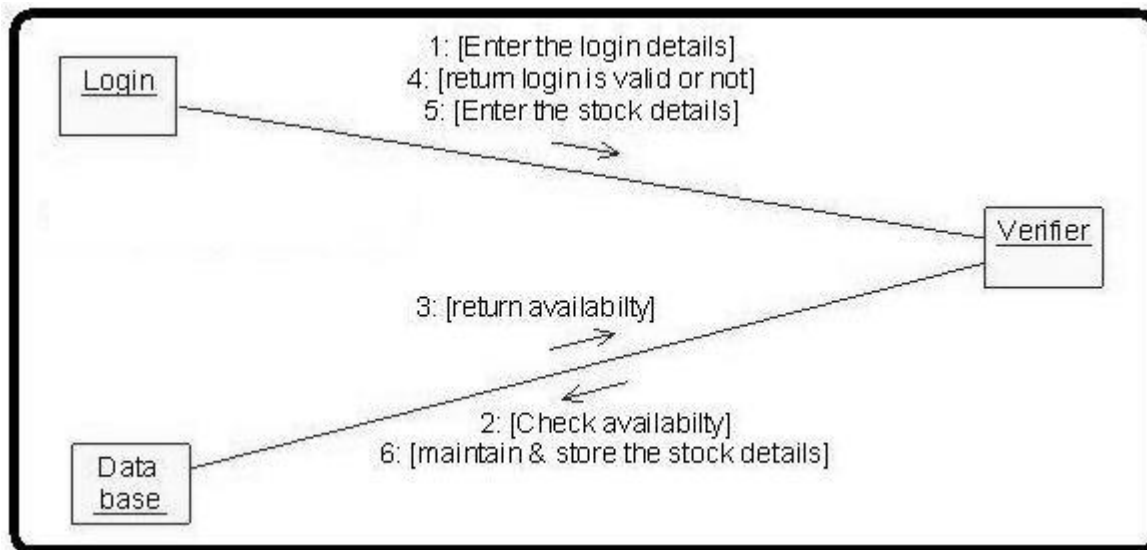 1: [Enter the login details]
4: [return login is valid or not]
5: [Enter the stock details]
Login
Verifier
3: [return availabilty]
2: [Check availabilty]
6: [maintain & store the stock details]
Data
base